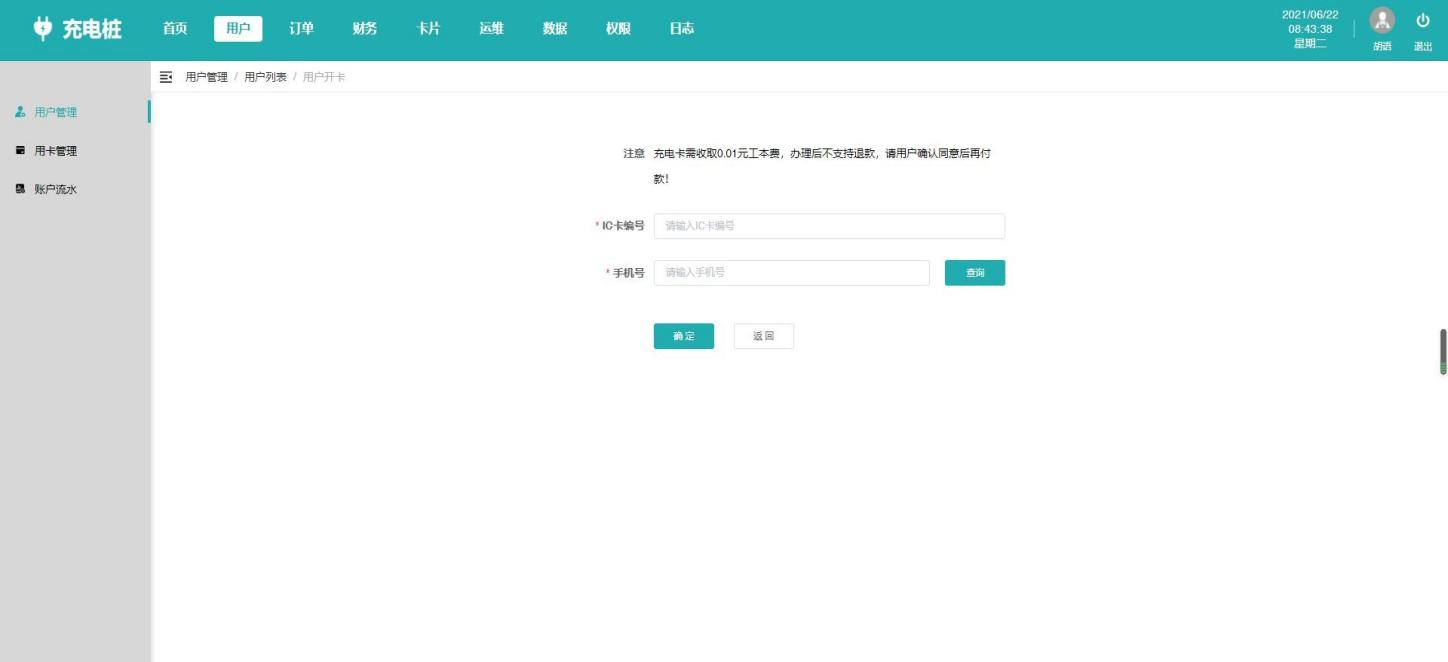 充电桩
首页 用户 订单 财务 卡片 运维 数据 权限 日志
2021/06/22
08:43:38
星期二
胡语 退出
用户管理 / 用户列表 / 用户开卡
用户管理
用卡管理
账户流水
注意 充电卡需收取0.01元工本费，办理后不支持退款，请用户确认同意后再付
款！
* IC卡编号 请输入IC卡编号
* 手机号 请输入手机号 查询
确定 返回